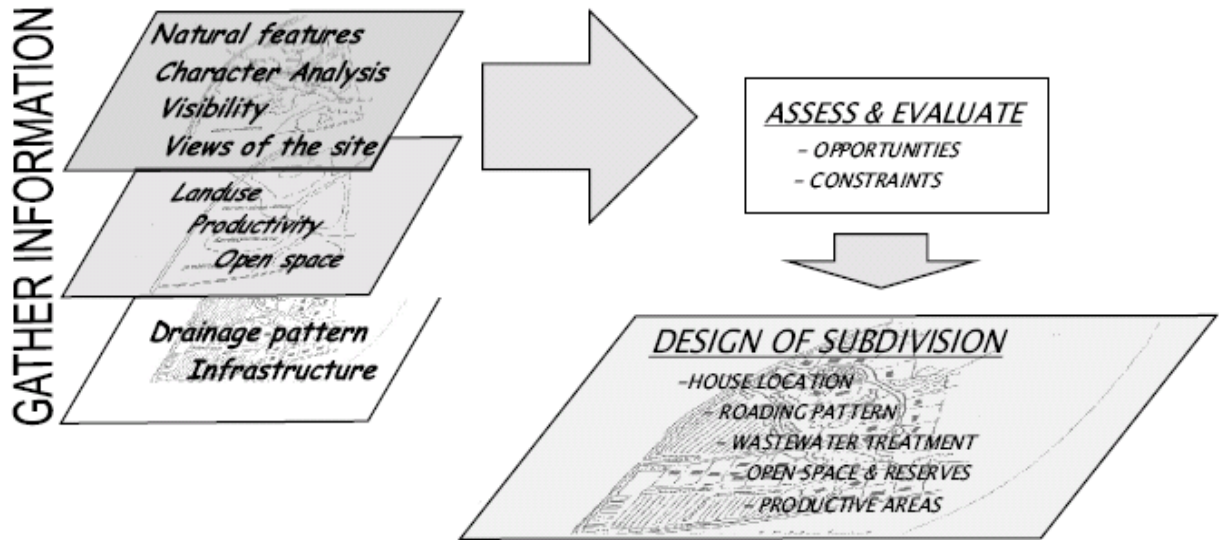 GATHER INFORMATION
Natural features
Character Analysis
Visibility
Views of the site
Landuse
Productivity
Open space
Drainage pattern
Infrastructure
ASSESS & EVALUATE
- OPPORTUNITIES
- CONSTRAINTS
DESIGN OF SUBDIVISION
-HOUSE LOCATION
- ROADING PATTERN
- WASTEWATER TREATMENT
OPEN SPACE & RESERVES
- PRODUCTIVE AREAS